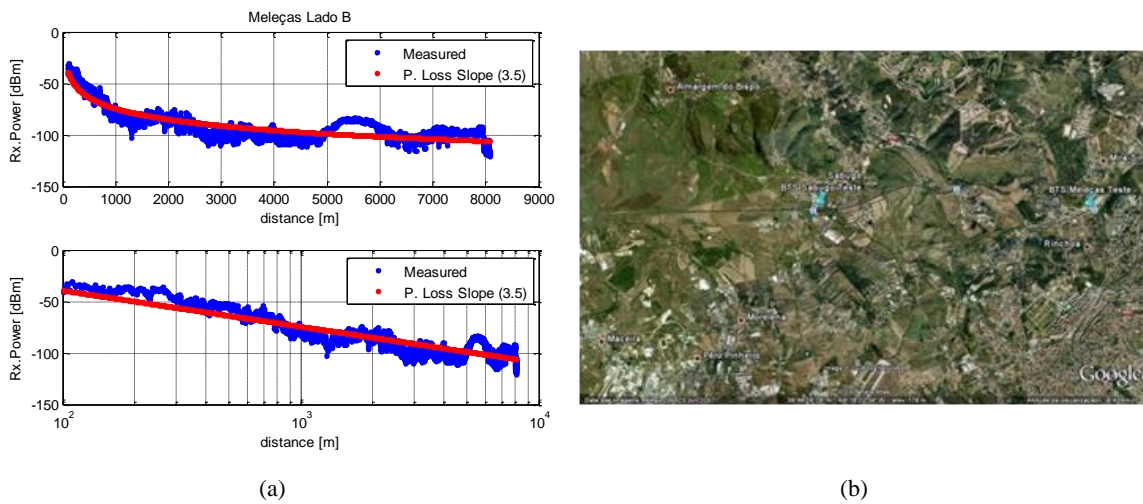 Meleças Lado B
0
-50
-100
-150
Rx.Power [dBm]
Measured
P. Loss Slope (3.5)
0 1000 2000 3000 4000 5000 6000 7000 8000 9000
distance [m]
0
-50
-100
-150
Rx.Power [dBm]
Measured
P. Loss Slope (3.5)
10^2 10^3 10^4
distance [m]
Almargem do Bispo
Sabugo
BTS Sabugo Teste
BTS Meleças Teste
Rinchoa
Morelena
Maceira
Pêro Pinheiro
Google
(a)
(b)